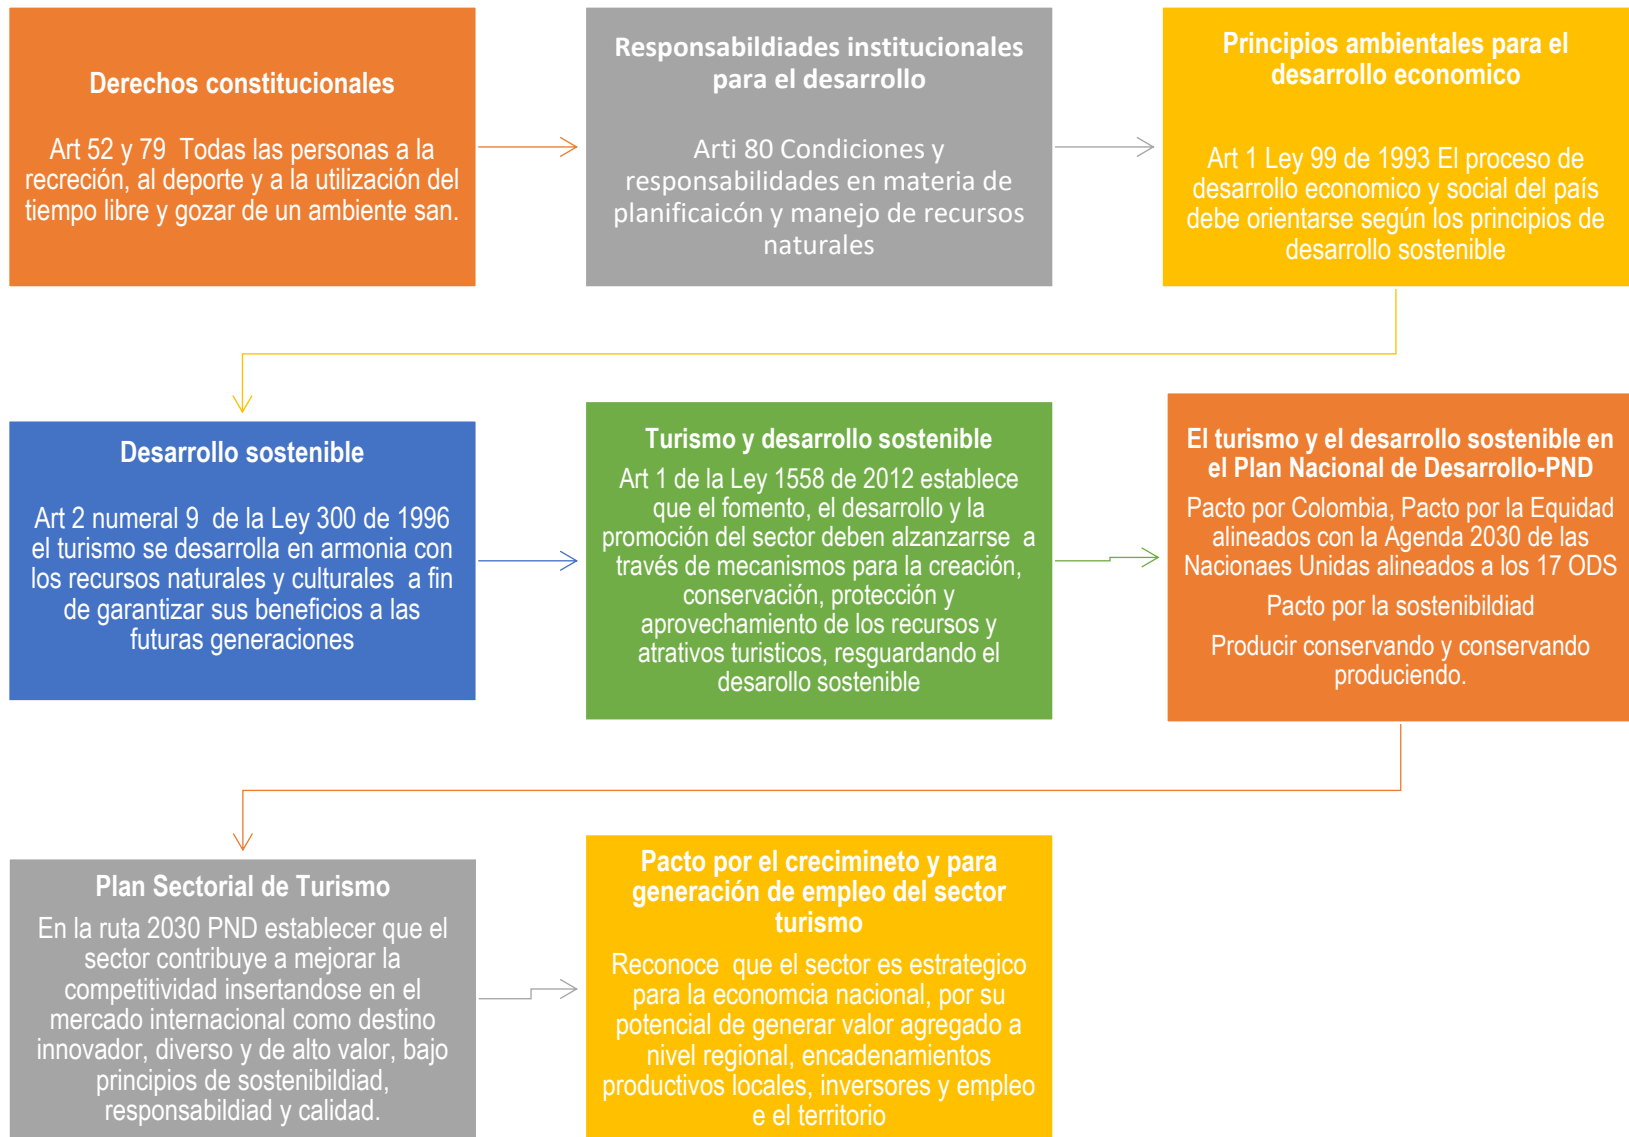 Derechos constitucionales
Art 52 y 79 Todas las personas a la
recreción, al deporte y a la utilización del
tiempo libre y gozar de un ambiente san.
Responsabildiades institucionales
para el desarrollo
Arti 80 Condiciones y
responsabilidades en materia de
planificaicón y manejo de recursos
naturales
Principios ambientales para el
desarrollo economico
Art 1 Ley 99 de 1993 El proceso de
desarrollo economico y social del país
debe orientarse según los principios de
desarrollo sostenible
Desarrollo sostenible
Art 2 numeral 9 de la Ley 300 de 1996
el turismo se desarrolla en armonia con
los recursos naturales y culturales a fin
de garantizar sus beneficios a las
futuras generaciones
Turismo y desarrollo sostenible
Art 1 de la Ley 1558 de 2012 establece
que el fomento, el desarrollo y la
promoción del sector deben alzanzarrse a
través de mecanismos para la creación,
conservación, protección y
aprovechamiento de los recursos y
atrativos turisticos, resguardando el
desarollo sostenible
El turismo y el desarrollo sostenible en
el Plan Nacional de Desarrollo-PND
Pacto por Colombia, Pacto por la Equidad
alineados con la Agenda 2030 de las
Nacionaes Unidas alineados a los 17 ODS
Pacto por la sostenibildiad
Producir conservando y conservando
produciendo.
Plan Sectorial de Turismo
En la ruta 2030 PND establecer que el
sector contribuye a mejorar la
competitividad insertandose en el
mercado internacional como destino
innovador, diverso y de alto valor, bajo
principios de sostenibildiad,
responsabildiad y calidad.
Pacto por el crecimineto y para
generación de empleo del sector
turismo
Reconoce que el sector es estrategico
para la economcia nacional, por su
potencial de generar valor agregado a
nivel regional, encadenamientos
productivos locales, inversores y empleo
e el territorio